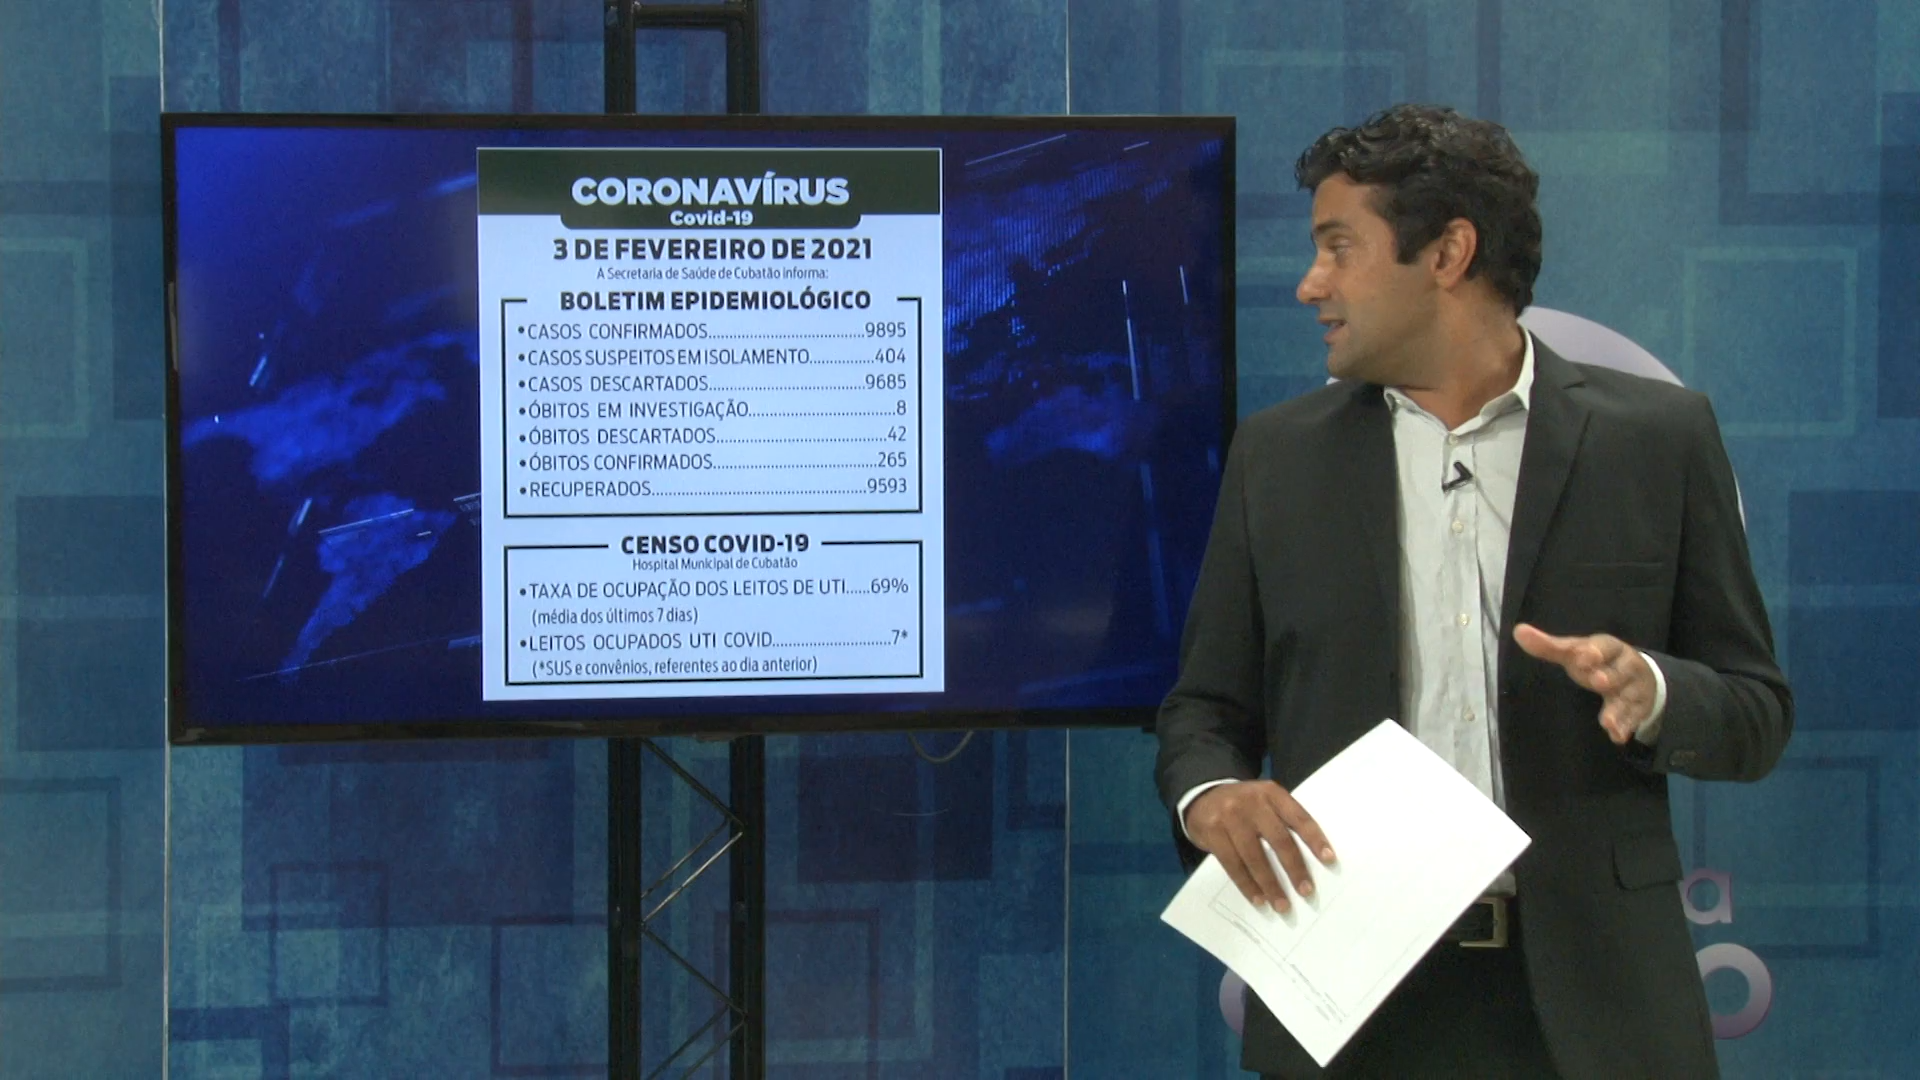 CORONAVÍRUS
Covid-19
3 DE FEVEREIRO DE 2021
A Secretaria de Saúde de Cubatão informa:
BOLETIM EPIDEMIOLÓGICO
•CASOS CONFIRMADOS..................................9895
•CASOS SUSPEITOS EM ISOLAMENTO..............404
•CASOS DESCARTADOS..................................9685
•ÓBITOS EM INVESTIGAÇÃO................................8
•ÓBITOS DESCARTADOS.....................................42
•ÓBITOS CONFIRMADOS...................................265
•RECUPERADOS..............................................9593
CENSO COVID-19
Hospital Municipal de Cubatão
•TAXA DE OCUPAÇÃO DOS LEITOS DE UTI......69%
(média dos últimos 7 dias)
•LEITOS OCUPADOS UTI COVID..........................7*
(*SUS e convênios, referentes ao dia anterior)
a
o